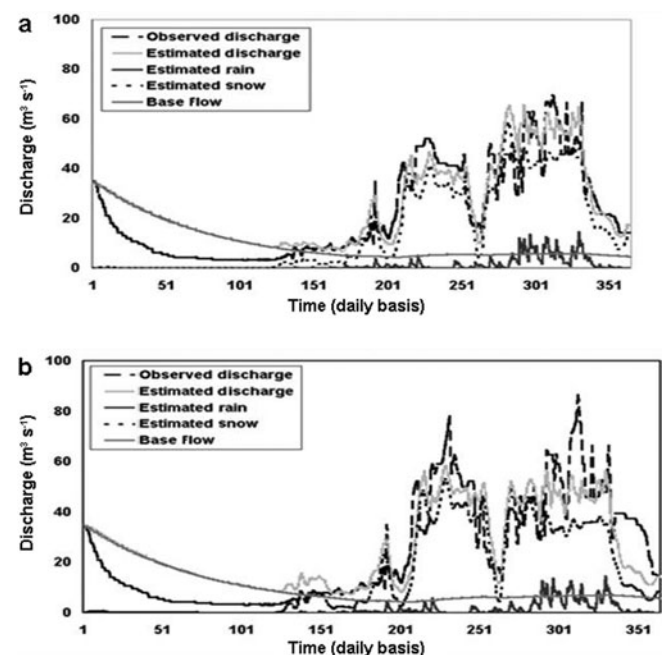 a
100
80
60
40
20
0
Discharge (m³ s⁻¹)
Observed discharge
Estimated discharge
Estimated rain
Estimated snow
Base flow
1 51 101 151 201 251 301 351
Time (daily basis)
b
100
80
60
40
20
0
Discharge (m³ s⁻¹)
Observed discharge
Estimated discharge
Estimated rain
Estimated snow
Base flow
1 51 101 151 201 251 301 351
Time (daily basis)